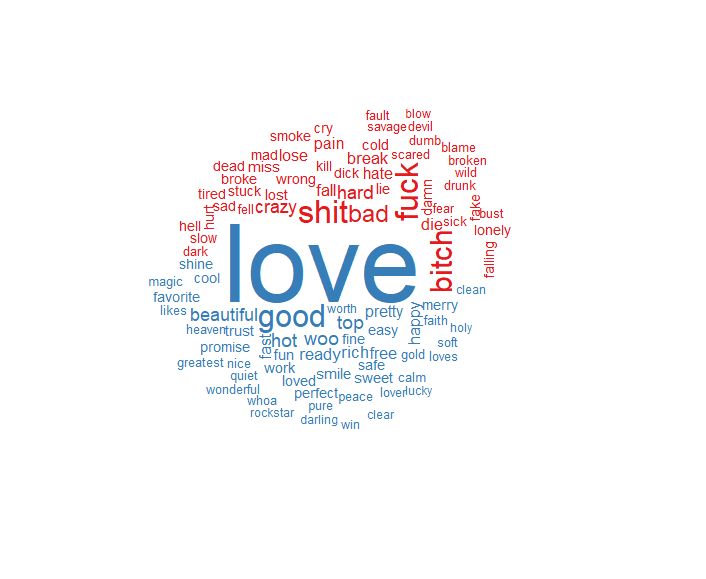 fault blow
savage devil
smoke cry
pain cold dumb blame
mad lose break scared broken
dead miss kill dick hate wild
broke wrong drunk
tired stuck lost fall hard lie damn
sad fell crazy shit bad fuck fear fake bust
hurt die sick
hell lonely
slow
dark love bitch falling
shine
magic cool clean
favorite
likes beautiful good worth pretty happy merry
heaven trust top easy faith holy
promise fast hot woo fine soft
greatest nice fun ready rich free gold loves
quiet work safe
wonderful loved smile sweet calm
whoa perfect peace lover lucky
rockstar pure clear
darling win